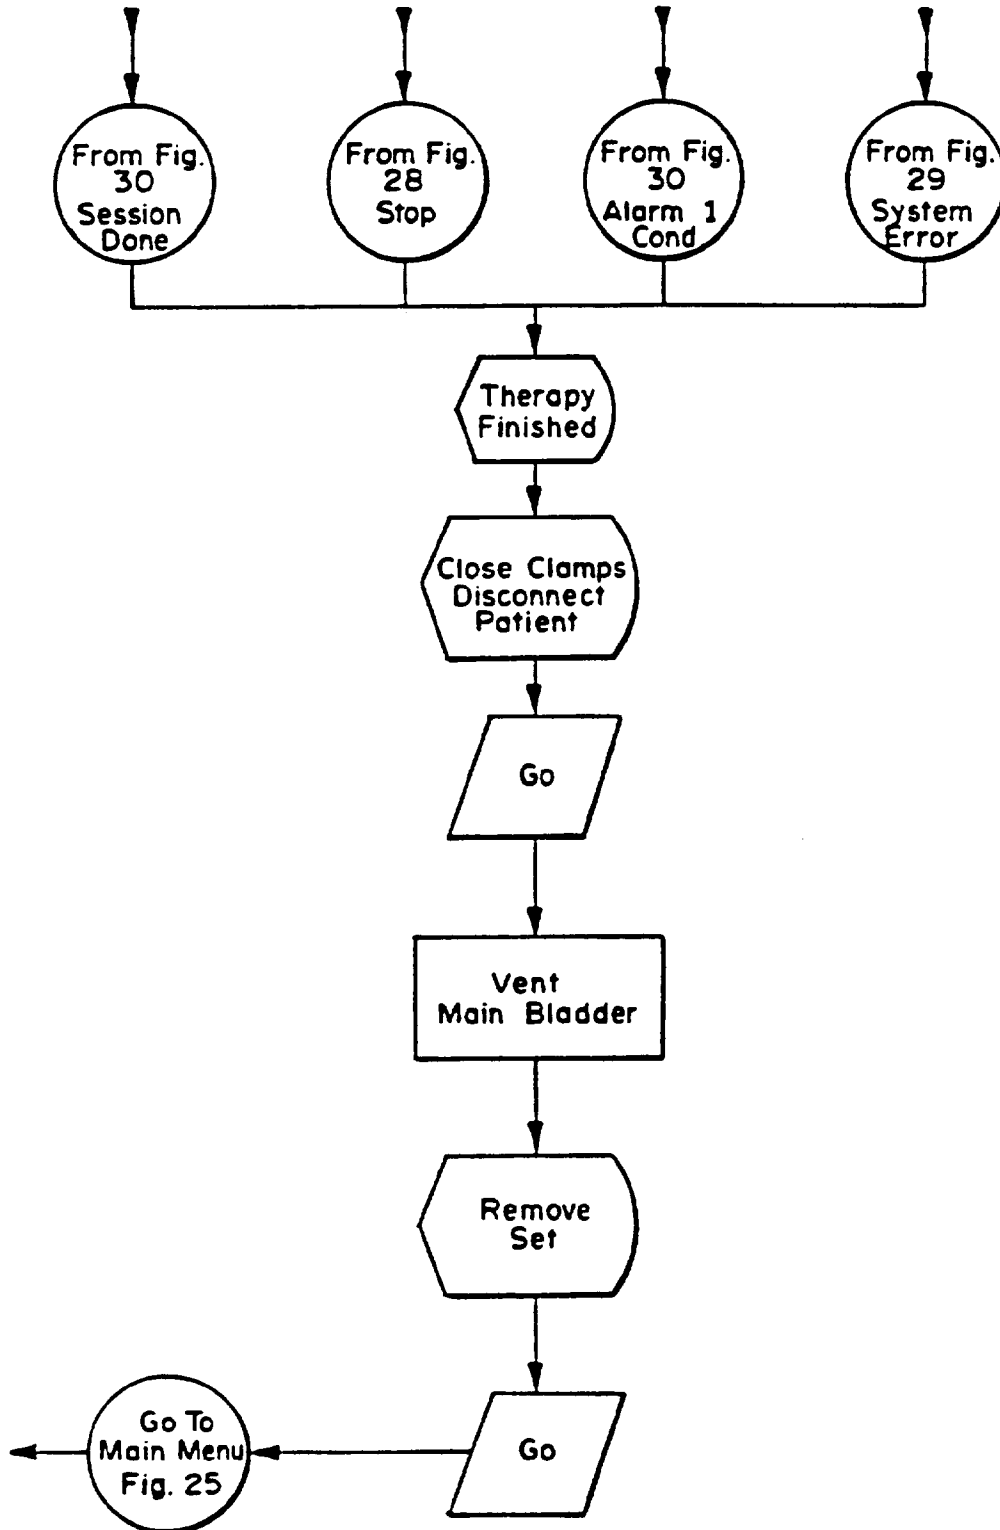 From Fig.
30
Session
Done
From Fig.
28
Stop
From Fig.
30
Alarm 1
Cond
From Fig.
29
System
Error
Therapy
Finished
Close Clamps
Disconnect
Patient
Go
Vent
Main Bladder
Remove
Set
Go
Go To
Main Menu
Fig. 25